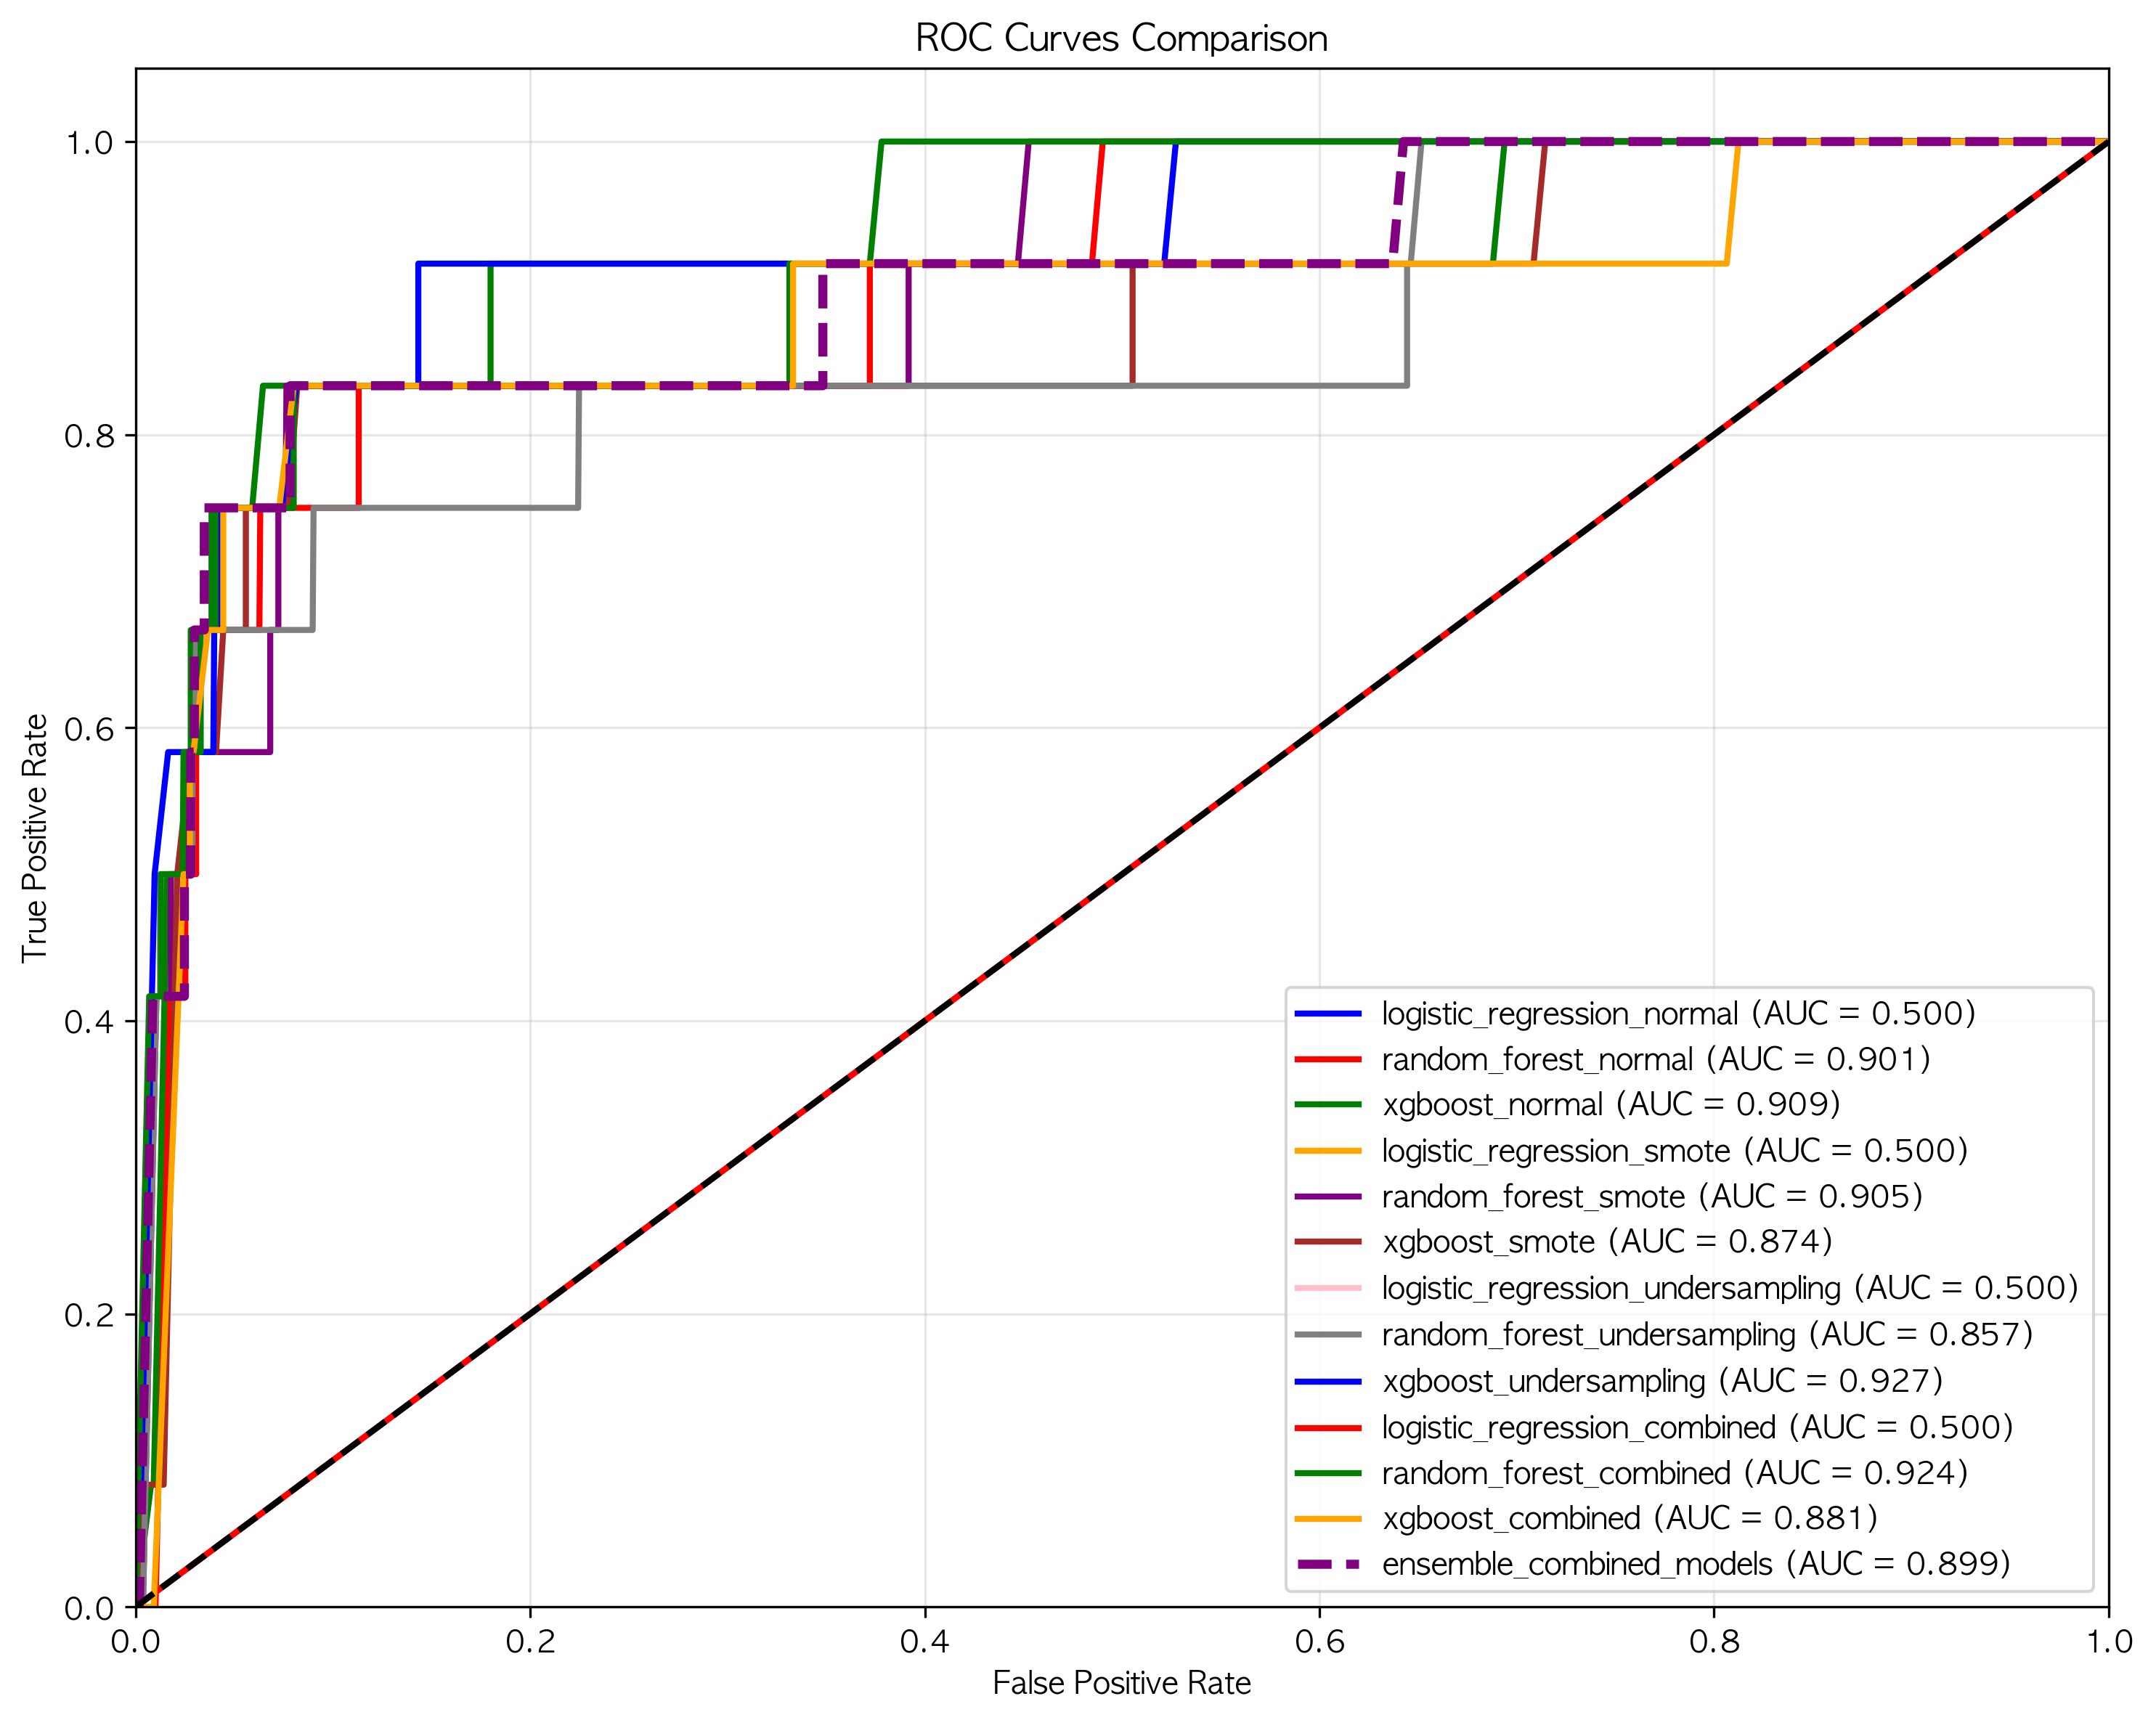 ROC Curves Comparison
1.0
0.8
0.6
0.4
0.2
0.0
True Positive Rate
0.0 0.2 0.4 0.6 0.8 1.0
False Positive Rate
logistic_regression_normal (AUC = 0.500)
random_forest_normal (AUC = 0.901)
xgboost_normal (AUC = 0.909)
logistic_regression_smote (AUC = 0.500)
random_forest_smote (AUC = 0.905)
xgboost_smote (AUC = 0.874)
logistic_regression_undersampling (AUC = 0.500)
random_forest_undersampling (AUC = 0.857)
xgboost_undersampling (AUC = 0.927)
logistic_regression_combined (AUC = 0.500)
random_forest_combined (AUC = 0.924)
xgboost_combined (AUC = 0.881)
ensemble_combined_models (AUC = 0.899)